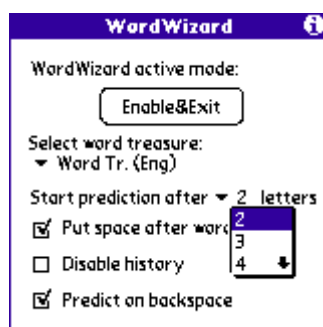 WordWizard
WordWizard active mode:
Enable&Exit
Select word treasure:
Word Tr. (Eng)
Start prediction after 2 letters
Put space after word
2
3
4
Disable history
Predict on backspace